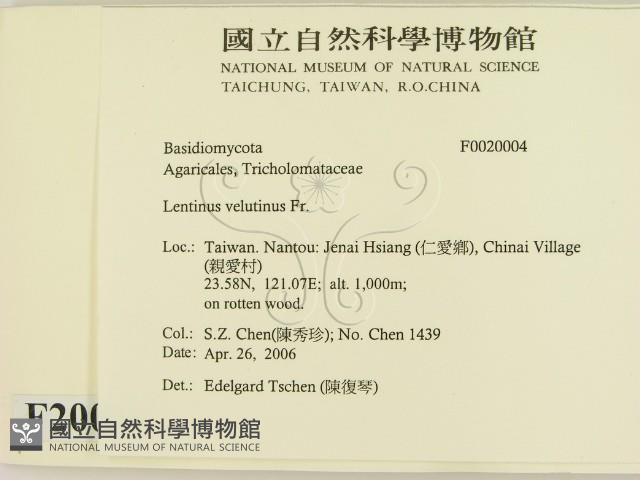 國立自然科學博物館
NATIONAL MUSEUM OF NATURAL SCIENCE
TAICHUNG, TAIWAN, R.O.CHINA
Basidiomycota F0020004
Agaricales, Tricholomataceae
Lentinus velutinus Fr.
Loc.: Taiwan. Nantou: Jenai Hsiang (仁愛鄉), Chinai Village
(親愛村)
23.58N, 121.07E; alt. 1,000m;
on rotten wood.
Col.: S.Z. Chen(陳秀珍); No. Chen 1439
Date: Apr. 26, 2006
Det.: Edelgard Tschen (陳復琴)
國立自然科學博物館
NATIONAL MUSEUM OF NATURAL SCIENCE